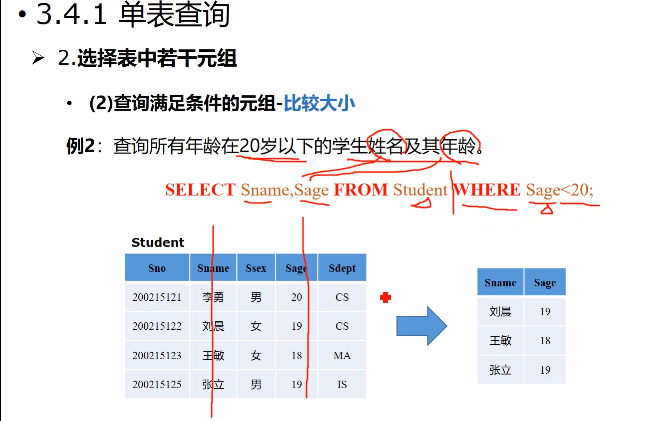 • 3.4.1 单表查询
➢ 2.选择表中若干元组
• (2)查询满足条件的元组-比较大小
例2：查询所有年龄在20岁以下的学生姓名及其年龄。
SELECT Sname,Sage FROM Student WHERE Sage<20;
Student
Sno Sname Ssex Sage Sdept
200215121 李勇 男 20 CS
200215122 刘晨 女 19 CS
200215123 王敏 女 18 MA
200215125 张立 男 19 IS
Sname Sage
刘晨 19
王敏 18
张立 19